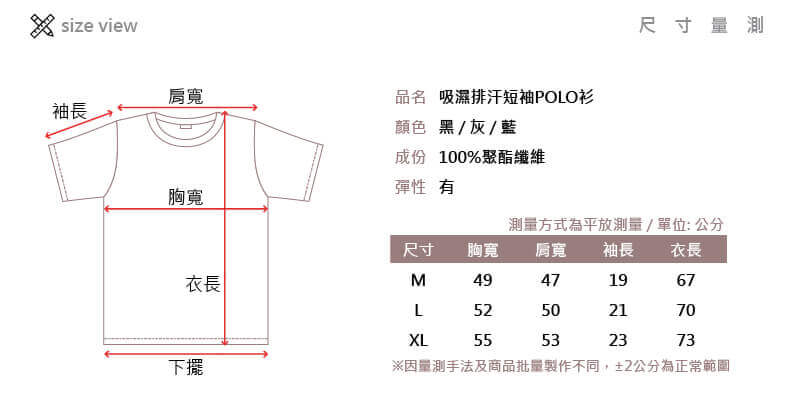 size view
尺寸量測
肩寬
袖長
胸寬
衣長
下擺
品名 吸濕排汗短袖POLO衫
顏色 黑 / 灰 / 藍
成份 100%聚酯纖維
彈性 有
測量方式為平放測量 / 單位: 公分
尺寸 胸寬 肩寬 袖長 衣長
M 49 47 19 67
L 52 50 21 70
XL 55 53 23 73
※因量測手法及商品批量製作不同，±2公分為正常範圍